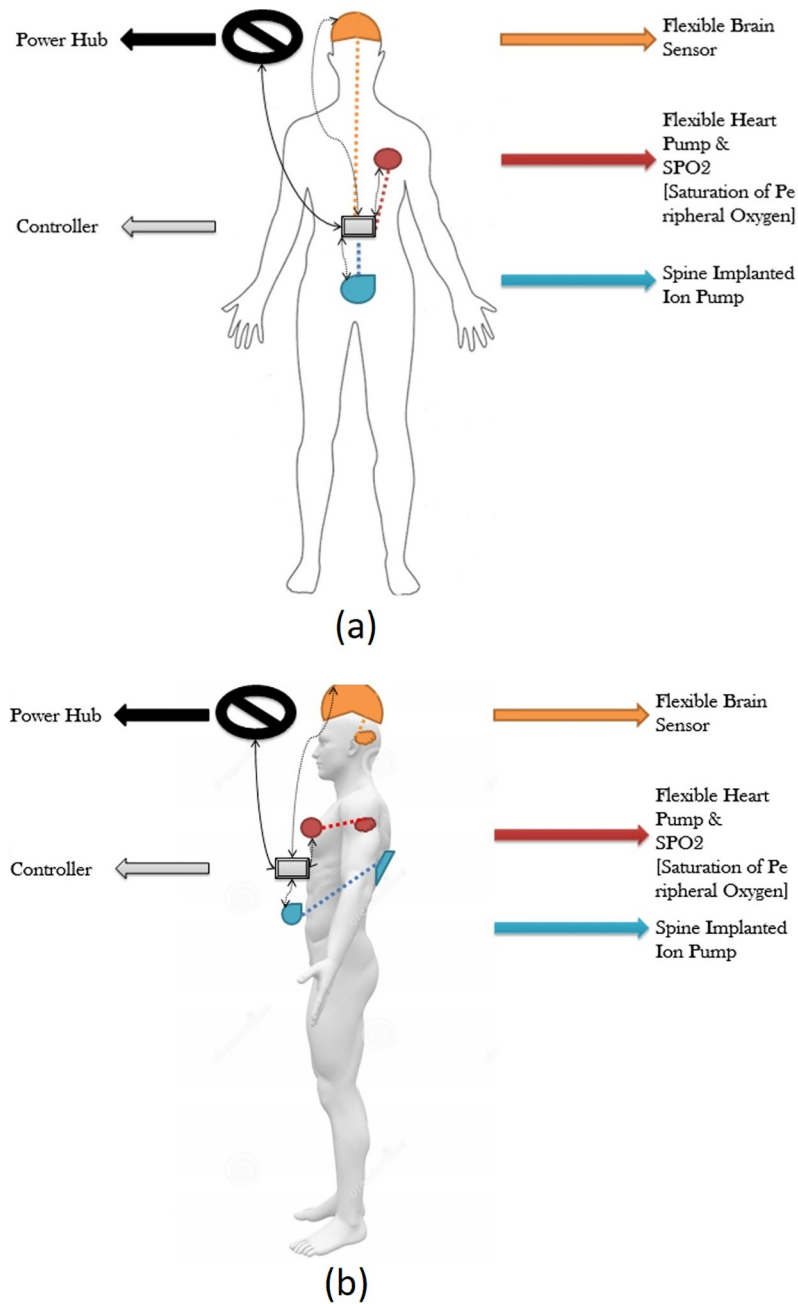 Power Hub
Flexible Brain
Sensor
Flexible Heart
Pump &
SPO2
[Saturation of Pe
ripheral Oxygen]
Controller
Spine Implanted
Ion Pump
(a)
Power Hub
Flexible Brain
Sensor
Flexible Heart
Pump &
SPO2
[Saturation of Pe
ripheral Oxygen]
Controller
Spine Implanted
Ion Pump
(b)